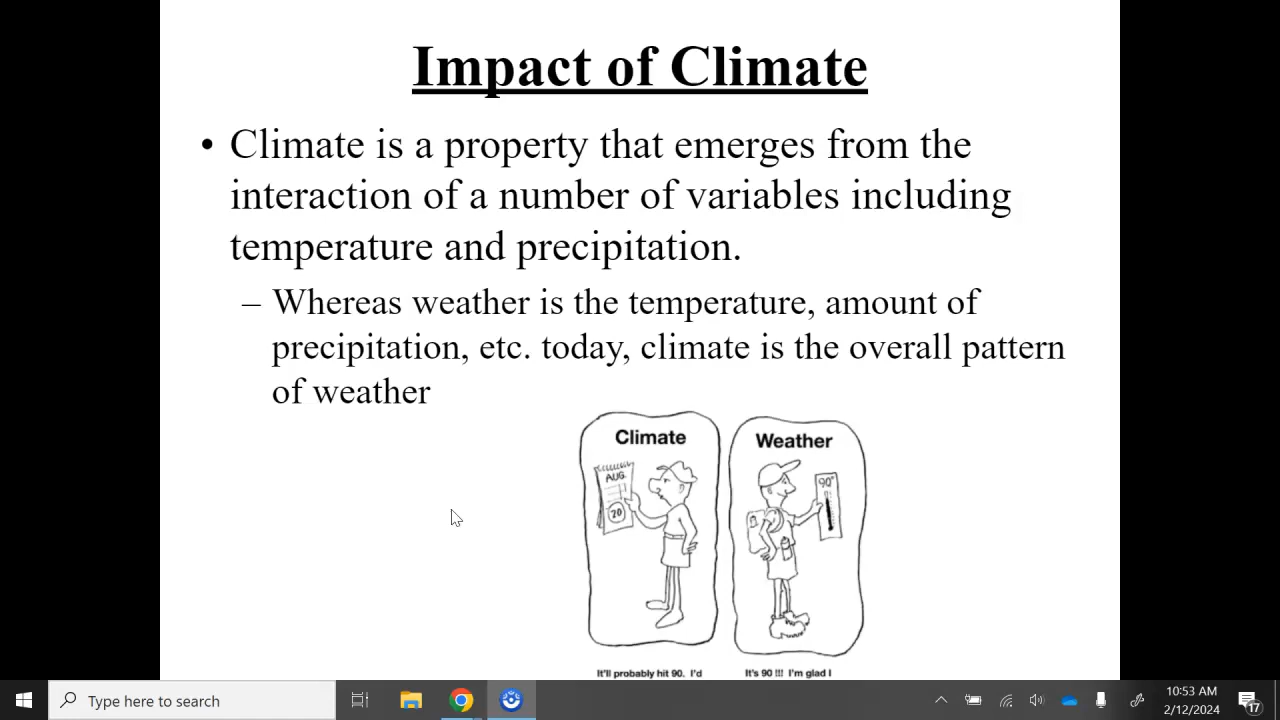 Impact of Climate
• Climate is a property that emerges from the
interaction of a number of variables including
temperature and precipitation.
– Whereas weather is the temperature, amount of
precipitation, etc. today, climate is the overall pattern
of weather
Climate
AUG.
20
Weather
90°
It'll probably hit 90. I'd
It's 90 !!! I'm glad I
Type here to search
10:53 AM
2/12/2024
17